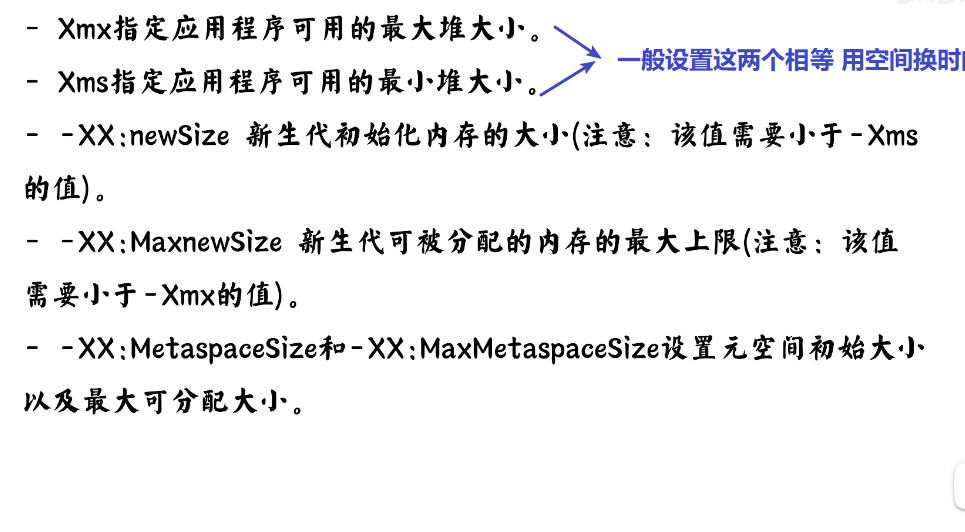 - Xmx指定应用程序可用的最大堆大小。
一般设置这两个相等 用空间换时
- Xms指定应用程序可用的最小堆大小。
- -XX:newSize 新生代初始化内存的大小(注意：该值需要小于-Xms
的值)。
- -XX:MaxnewSize 新生代可被分配的内存的最大上限(注意：该值
需要小于-Xmx的值)。
- -XX:MetaspaceSize和-XX:MaxMetaspaceSize设置元空间初始大小
以及最大可分配大小。